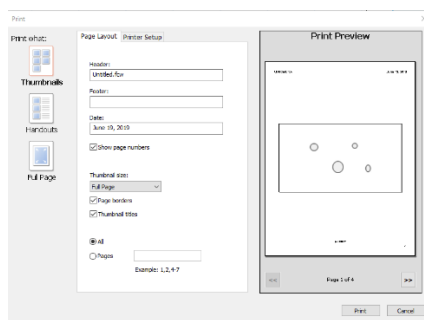 Print
Print what:
Thumbnails
Handouts
Full Page
Page Layout
Printer Setup
Header:
Untitled.fcw
Footer:
Date:
June 19, 2019
Show page numbers
Thumbnail size:
Full Page
Page borders
Thumbnail titles
All
Pages
Example: 1,2,4-7
Print Preview
<<
Page 1 of 4
>>
Print
Cancel